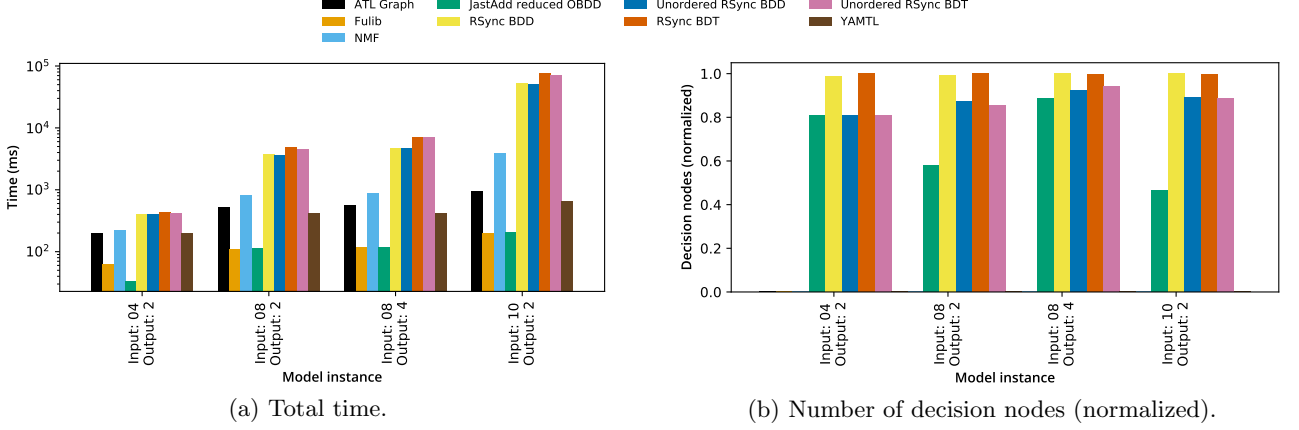 ATL Graph
Fulib
NMF
JastAdd reduced OBDD
RSync BDD
Unordered RSync BDD
RSync BDT
Unordered RSync BDT
YAMTL
Time (ms)
10^5
10^4
10^3
10^2
Input: 04
Output: 2
Input: 08
Output: 2
Input: 08
Output: 4
Input: 10
Output: 2
Model instance
(a) Total time.
Decision nodes (normalized)
1.0
0.8
0.6
0.4
0.2
0.0
Input: 04
Output: 2
Input: 08
Output: 2
Input: 08
Output: 4
Input: 10
Output: 2
Model instance
(b) Number of decision nodes (normalized).